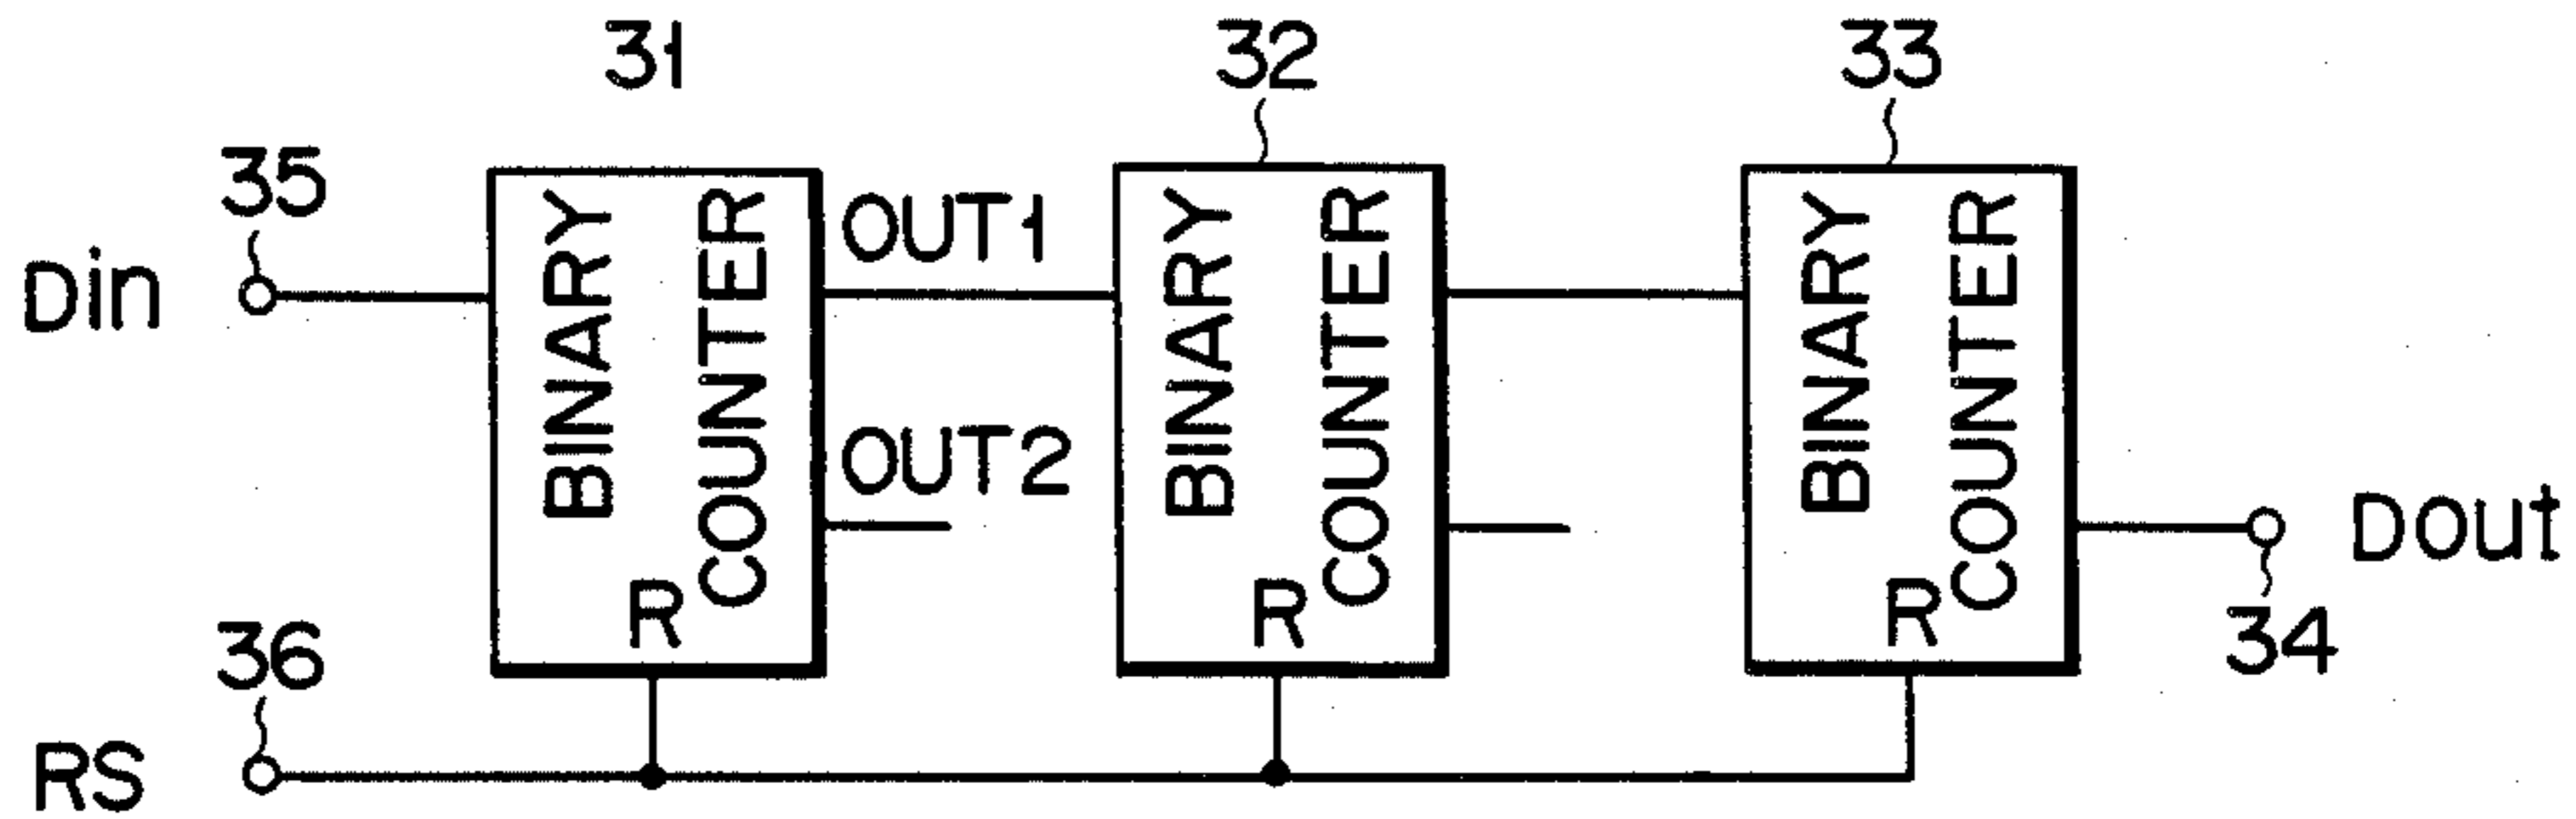 31
32
33
35
Din
BINARY
COUNTER
R
OUT1
OUT2
BINARY
COUNTER
R
BINARY
COUNTER
R
Dout
34
36
RS